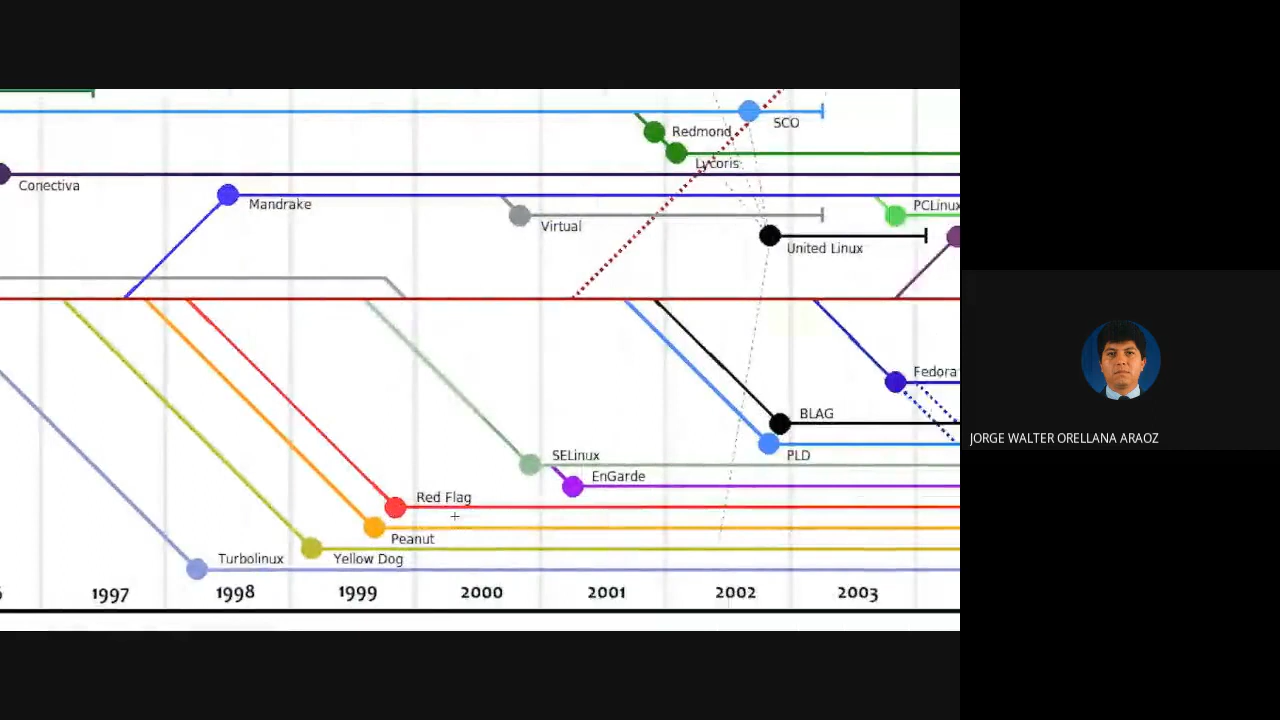 SCO
Redmond
Lycoris
Conectiva
Mandrake
PCLinux
Virtual
United Linux
Fedora
BLAG
SELinux
PLD
EnGarde
Red Flag
Peanut
Turbolinux
Yellow Dog
6 1997 1998 1999 2000 2001 2002 2003
JORGE WALTER ORELLANA ARAOZ